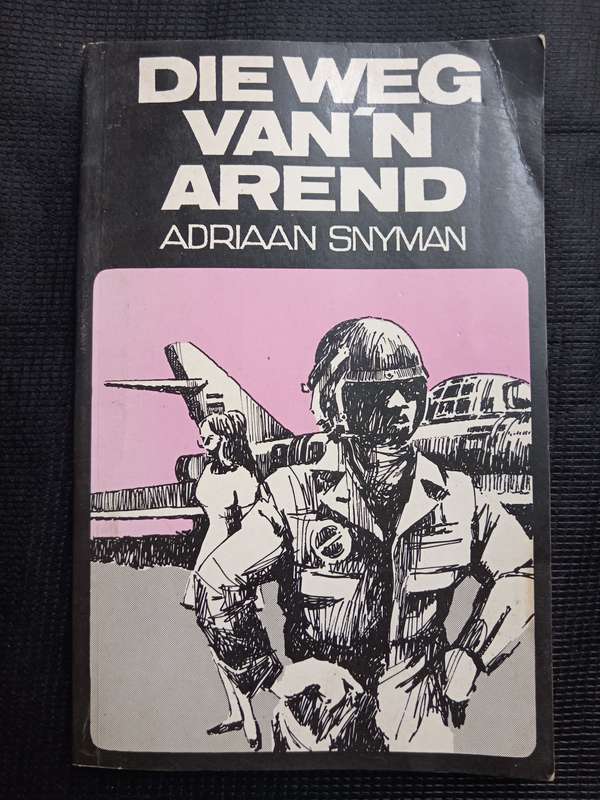 DIE WEG
VAN 'N
AREND
ADRIAAN SNYMAN